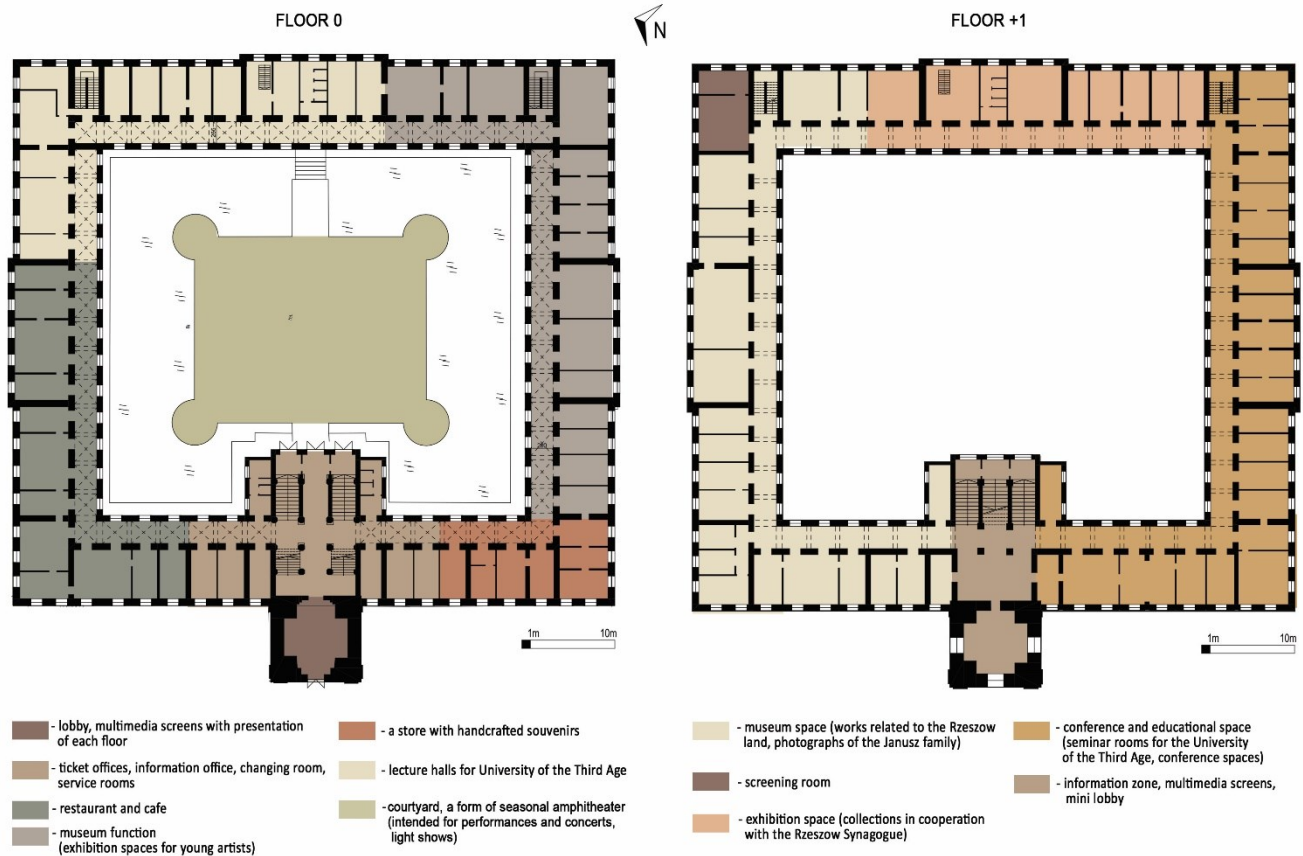 FLOOR 0
N
FLOOR +1
1m 10m
1m 10m
- lobby, multimedia screens with presentation
of each floor
- ticket offices, information office, changing room,
service rooms
- restaurant and cafe
- museum function
(exhibition spaces for young artists)
- a store with handcrafted souvenirs
- lecture halls for University of the Third Age
- courtyard, a form of seasonal amphitheater
(intended for performances and concerts,
light shows)
- museum space (works related to the Rzeszow
land, photographs of the Janusz family)
- screening room
- exhibition space (collections in cooperation
with the Rzeszow Synagogue)
- conference and educational space
(seminar rooms for the University
of the Third Age, conference spaces)
- information zone, multimedia screens,
mini lobby